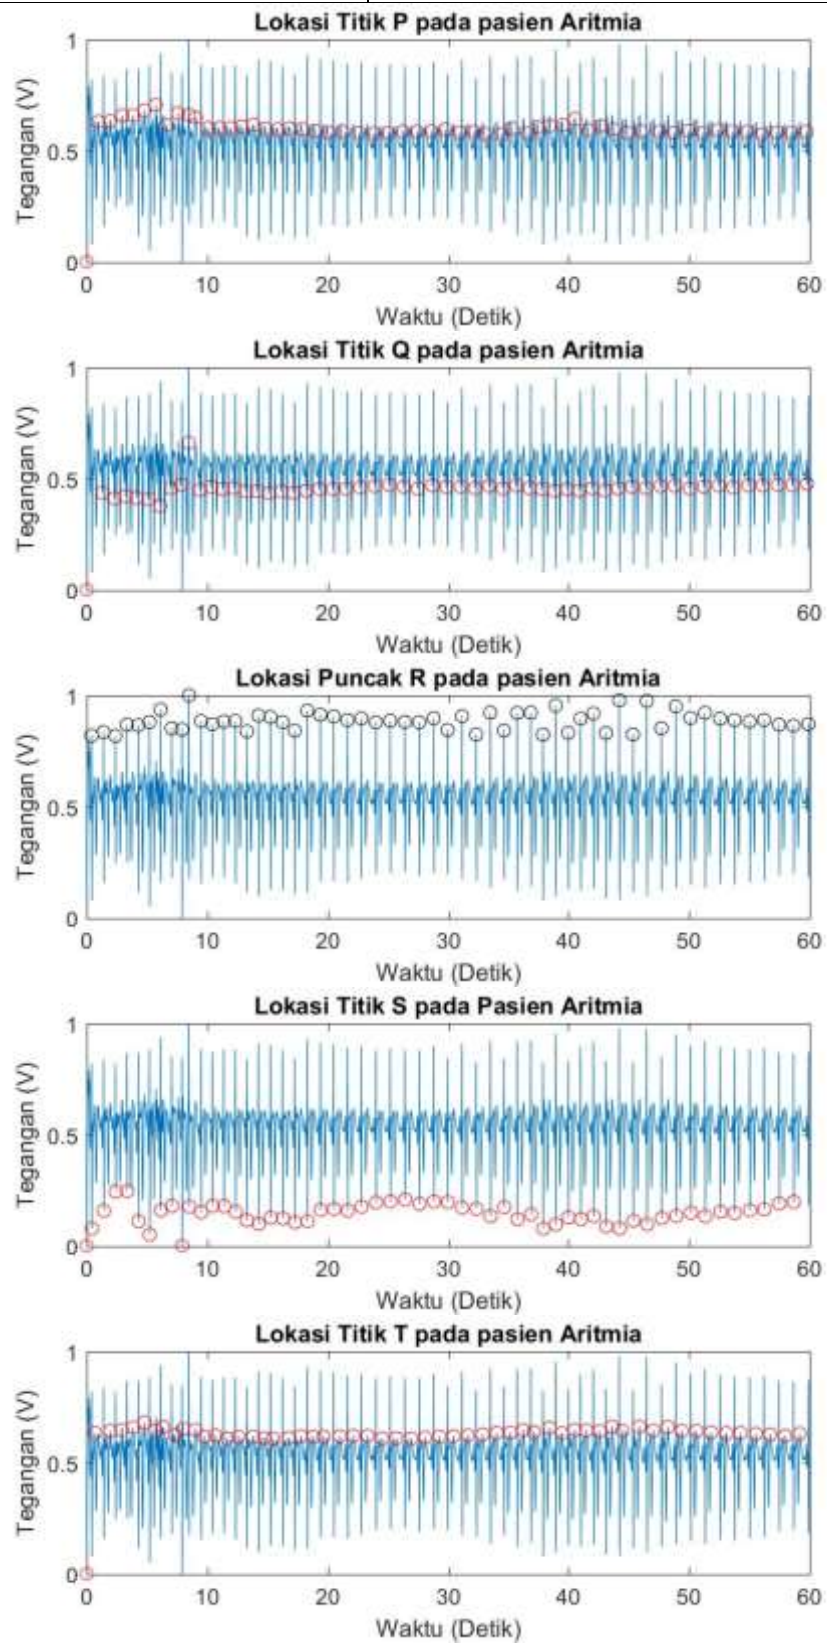 Lokasi Titik P pada pasien Aritmia
1
0.5
0
Tegangan (V)
0 10 20 30 40 50 60
Waktu (Detik)
Lokasi Titik Q pada pasien Aritmia
1
0.5
0
Tegangan (V)
0 10 20 30 40 50 60
Waktu (Detik)
Lokasi Puncak R pada pasien Aritmia
1
0.5
0
Tegangan (V)
0 10 20 30 40 50 60
Waktu (Detik)
Lokasi Titik S pada Pasien Aritmia
1
0.5
0
Tegangan (V)
0 10 20 30 40 50 60
Waktu (Detik)
Lokasi Titik T pada pasien Aritmia
1
0.5
0
Tegangan (V)
0 10 20 30 40 50 60
Waktu (Detik)